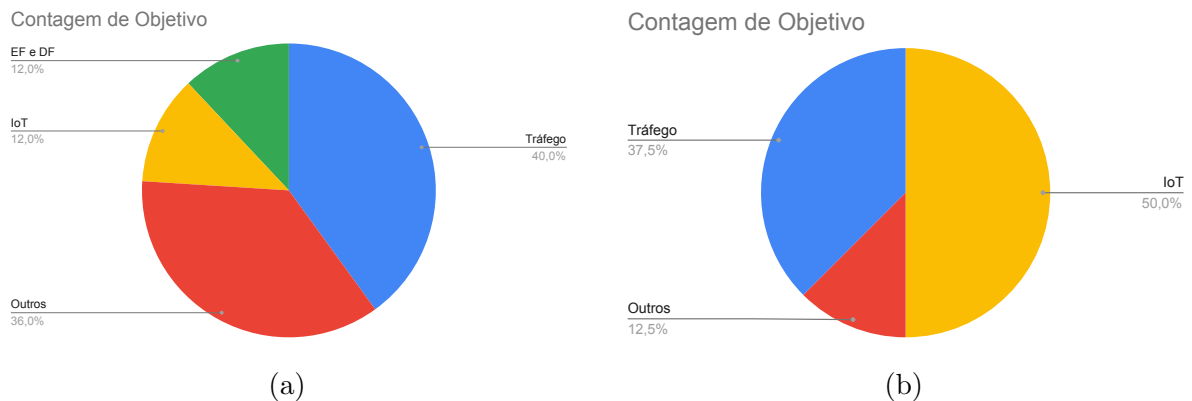 Contagem de Objetivo
EF e DF
12,0%
IoT
12,0%
Tráfego
40,0%
Outros
36,0%
(a)
Contagem de Objetivo
Tráfego
37,5%
IoT
50,0%
Outros
12,5%
(b)